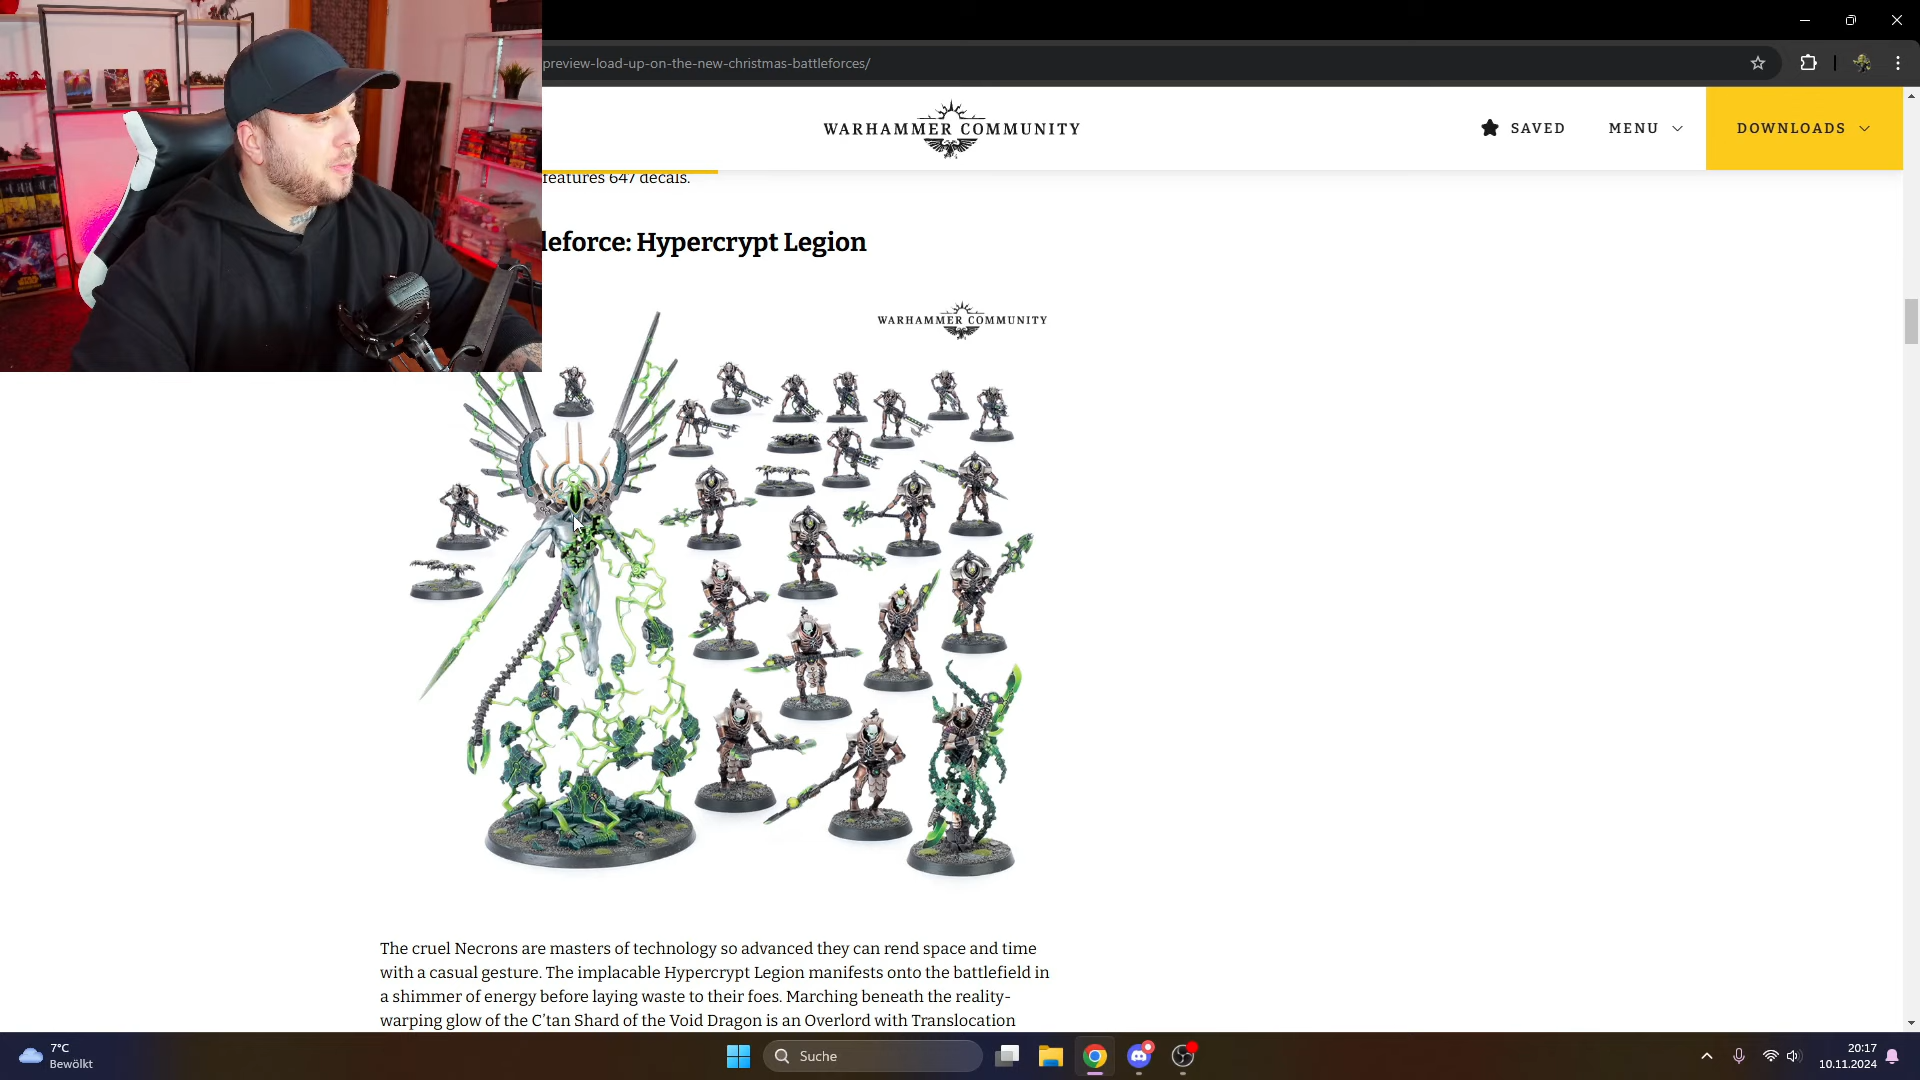 preview-load-up-on-the-new-christmas-battleforces/
WARHAMMER COMMUNITY
SAVED
MENU
DOWNLOADS
features 647 decals.
leforce: Hypercrypt Legion
WARHAMMER COMMUNITY
The cruel Necrons are masters of technology so advanced they can rend space and time
with a casual gesture. The implacable Hypercrypt Legion manifests onto the battlefield in
a shimmer of energy before laying waste to their foes. Marching beneath the reality-
warping glow of the C’tan Shard of the Void Dragon is an Overlord with Translocation
7°C
Bewölkt
Suche
20:17
10.11.2024